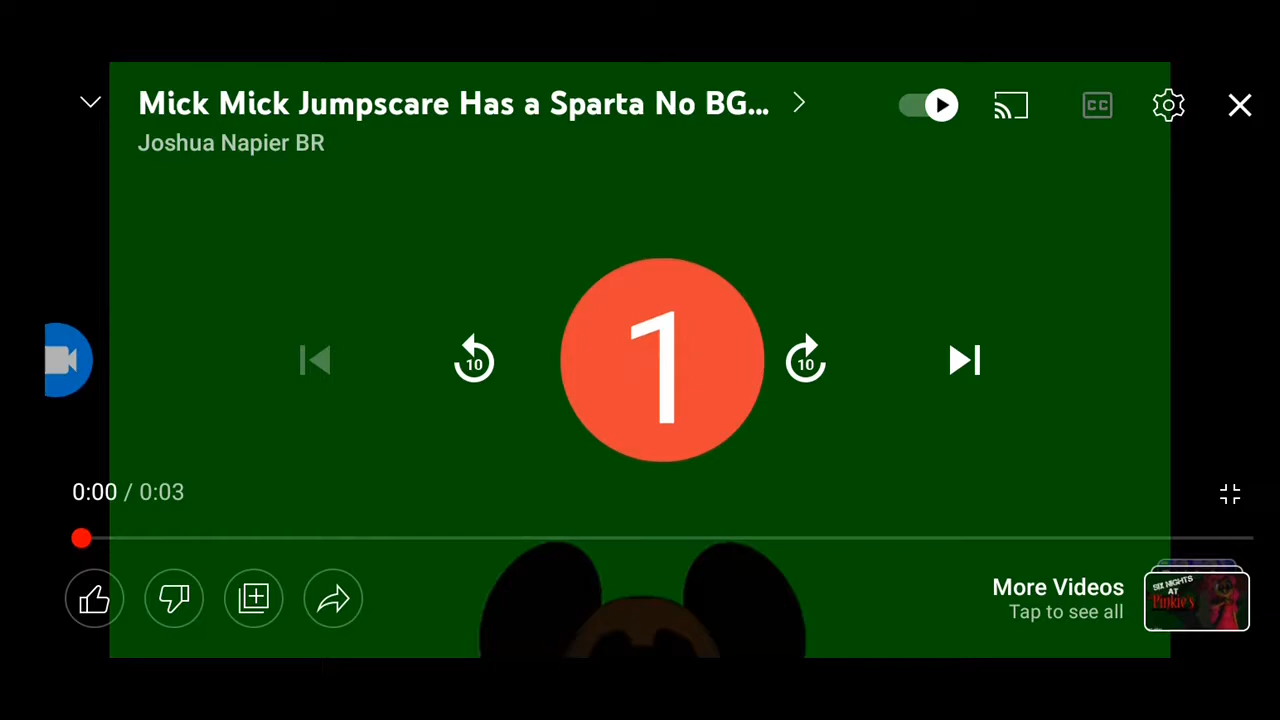 Mick Mick Jumpscare Has a Sparta No BG...
Joshua Napier BR
CC
10
1
10
0:00 / 0:03
More Videos
Tap to see all
SIX NIGHTS
AT
Pinkie's